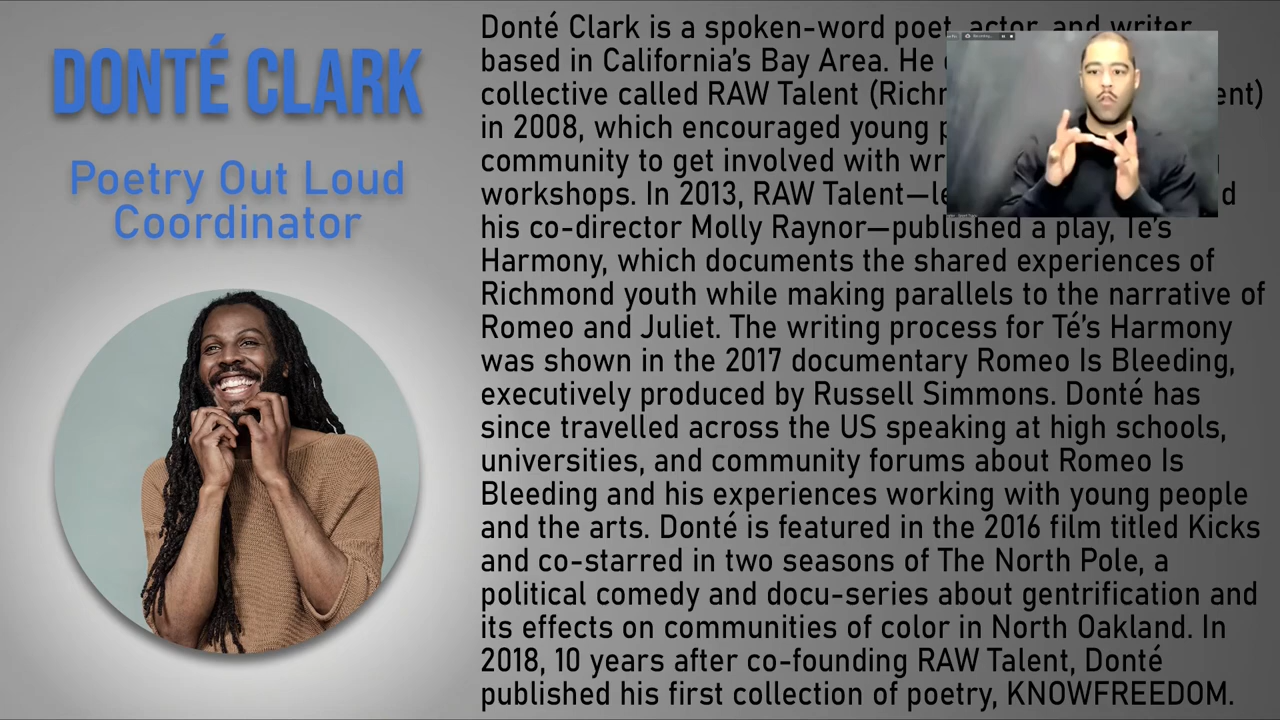 DONTÉ CLARK
Poetry Out Loud
Coordinator
Donté Clark is a spoken-word poet, actor, and writer
based in California's Bay Area. He
collective called RAW Talent (Richm ent)
in 2008, which encouraged young
community to get involved with
workshops. In 2013, RAW Talent—
his co-director Molly Raynor—published a play, Té's
Harmony, which documents the shared experiences of
Richmond youth while making parallels to the narrative of
Romeo and Juliet. The writing process for Té's Harmony
was shown in the 2017 documentary Romeo Is Bleeding,
executively produced by Russell Simmons. Donté has
since travelled across the US speaking at high schools,
universities, and community forums about Romeo Is
Bleeding and his experiences working with young people
and the arts. Donté is featured in the 2016 film titled Kicks
and co-starred in two seasons of The North Pole, a
political comedy and docu-series about gentrification and
its effects on communities of color in North Oakland. In
2018, 10 years after co-founding RAW Talent, Donté
published his first collection of poetry, KNOWFREEDOM.